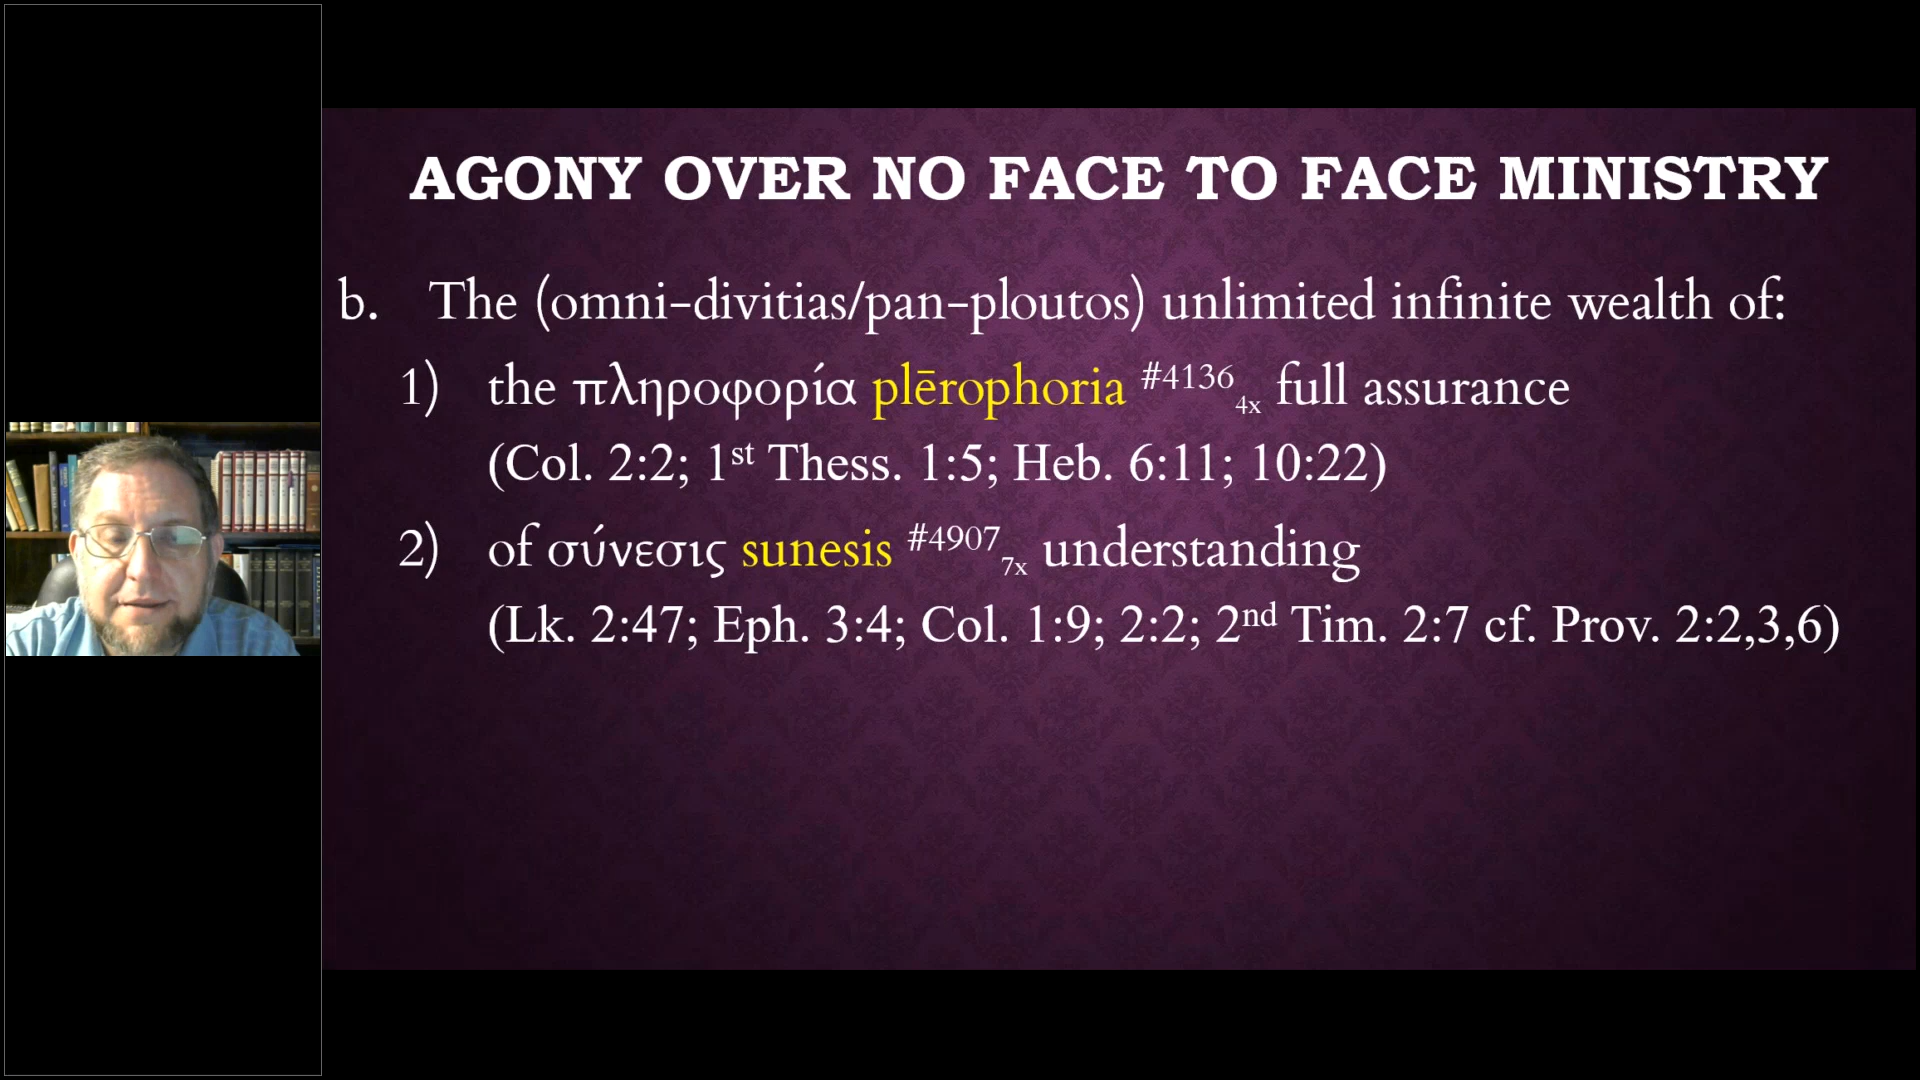 AGONY OVER NO FACE TO FACE MINISTRY
b. The (omni-divitias/pan-ploutos) unlimited infinite wealth of:
1) the πληροφορία plērophoria #4136 4x full assurance
(Col. 2:2; 1st Thess. 1:5; Heb. 6:11; 10:22)
2) of σύνεσις sunesis #4907 7x understanding
(Lk. 2:47; Eph. 3:4; Col. 1:9; 2:2; 2nd Tim. 2:7 cf. Prov. 2:2,3,6)